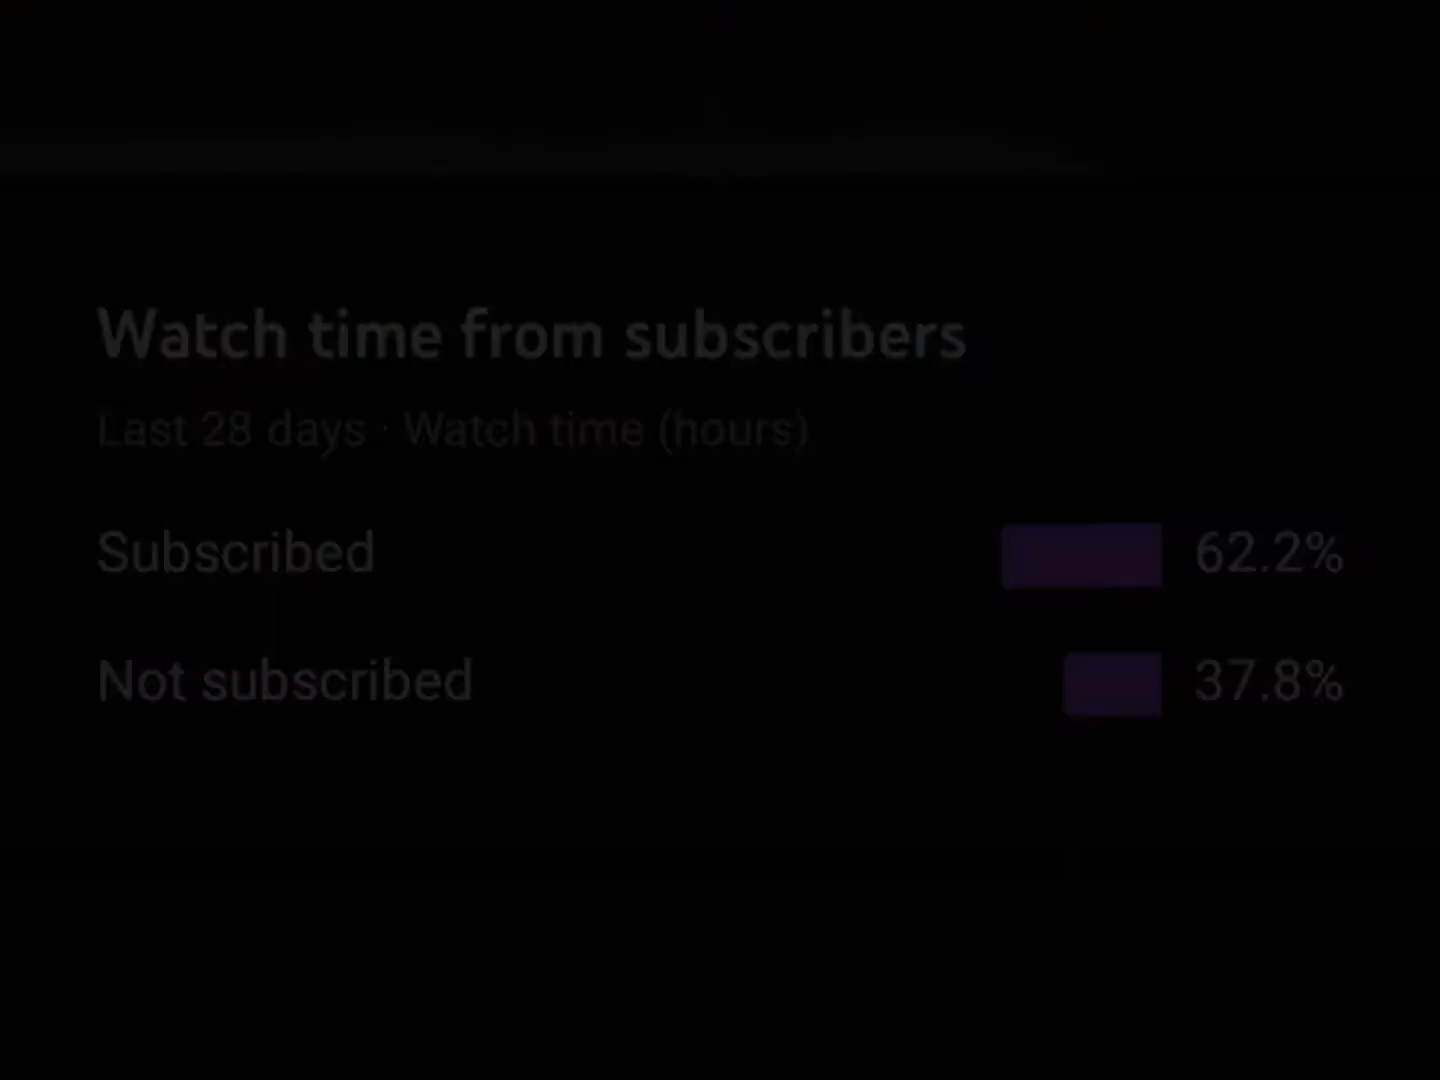 Watch time from subscribers
Last 28 days · Watch time (hours)
Subscribed 62.2%
Not subscribed 37.8%